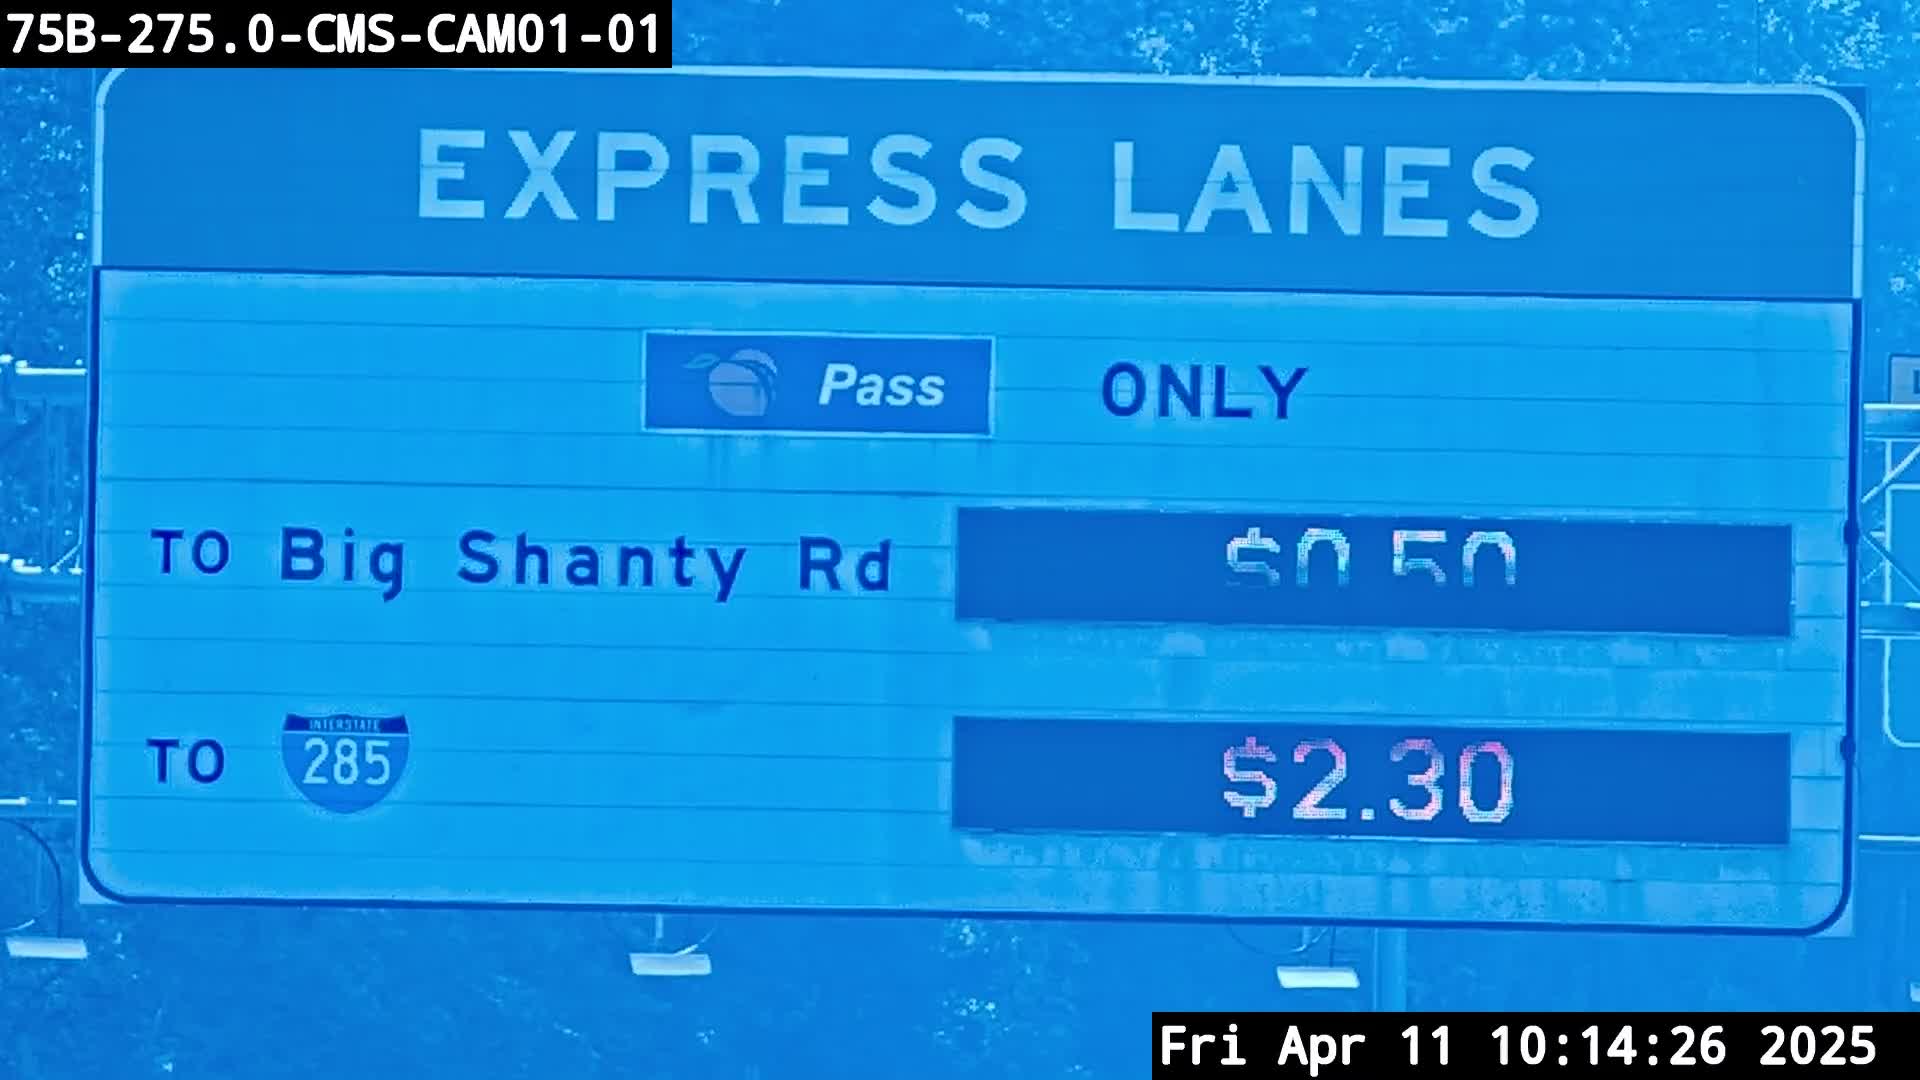 75B-275.0-CMS-CAM01-01
EXPRESS LANES
Pass ONLY
TO Big Shanty Rd $0.50
TO INTERSTATE 285 $2.30
Fri Apr 11 10:14:26 2025